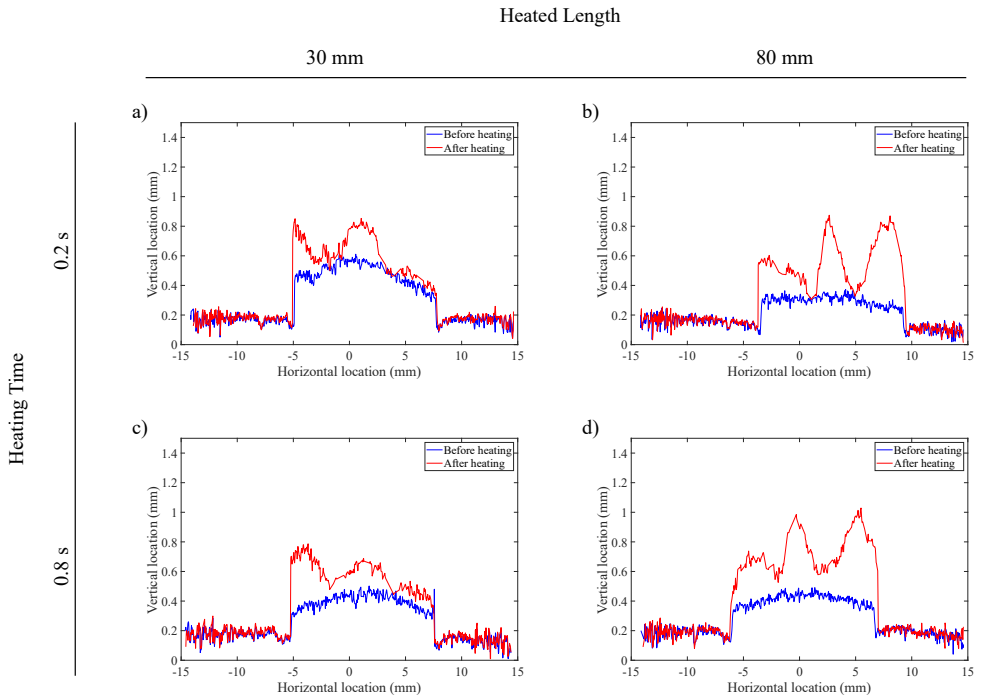 Heated Length
30 mm
80 mm
Heating Time
0.2 s
0.8 s
a)
1.4
1.2
1
0.8
0.6
0.4
0.2
0
-15 -10 -5 0 5 10 15
Vertical location (mm)
Horizontal location (mm)
Before heating
After heating
b)
1.4
1.2
1
0.8
0.6
0.4
0.2
0
-15 -10 -5 0 5 10 15
Vertical location (mm)
Horizontal location (mm)
Before heating
After heating
c)
1.4
1.2
1
0.8
0.6
0.4
0.2
0
-15 -10 -5 0 5 10 15
Vertical location (mm)
Horizontal location (mm)
Before heating
After heating
d)
1.4
1.2
1
0.8
0.6
0.4
0.2
0
-15 -10 -5 0 5 10 15
Vertical location (mm)
Horizontal location (mm)
Before heating
After heating